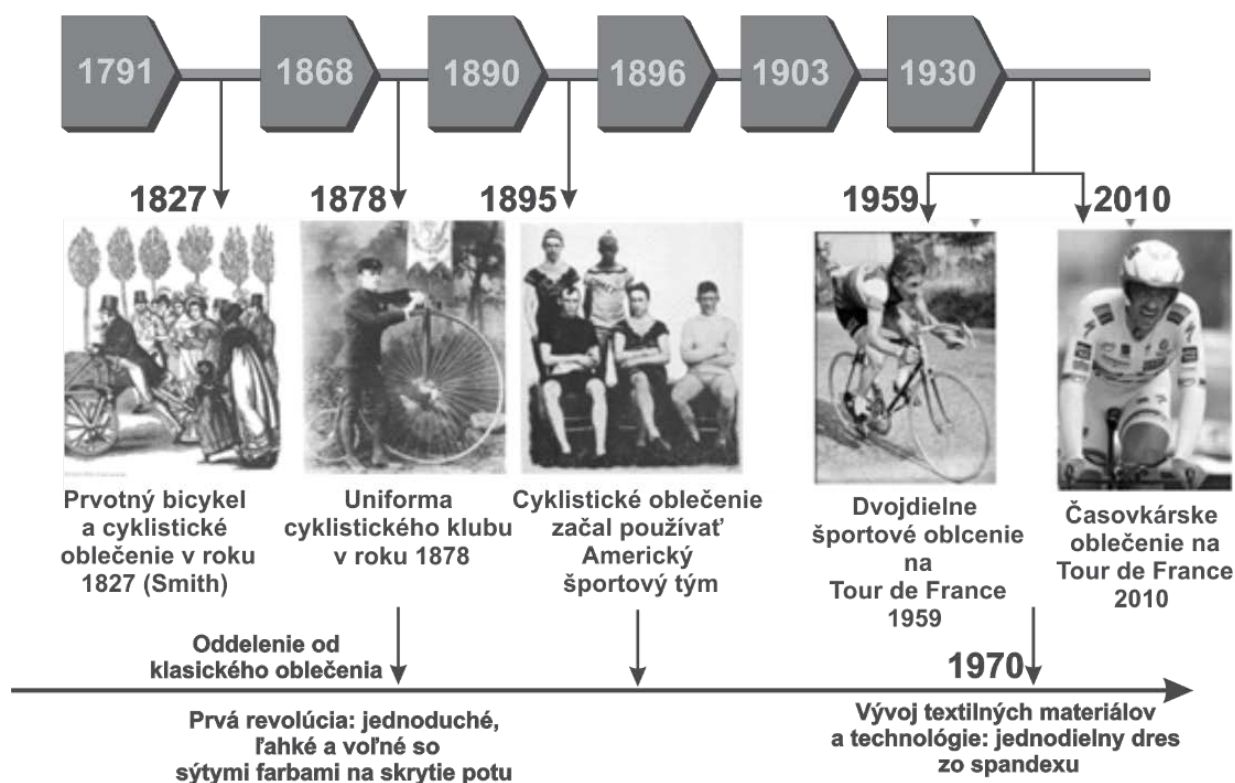 1791
1868
1890
1896
1903
1930
1827
1878
1895
1959
2010
Prvotný bicykel
a cyklistické
oblečenie v roku
1827 (Smith)
Uniforma
cyklistického klubu
v roku 1878
Cyklistické oblečenie
začal používať
Americký
športový tým
Dvojdielne
športové oblcenie
na
Tour de France
1959
Časovkárske
oblečenie na
Tour de France
2010
Oddelenie od
klasického oblečenia
1970
Prvá revolúcia: jednoduché,
ľahké a voľné so
sýtymi farbami na skrytie potu
Vývoj textilných materiálov
a technológie: jednodielny dres
zo spandexu